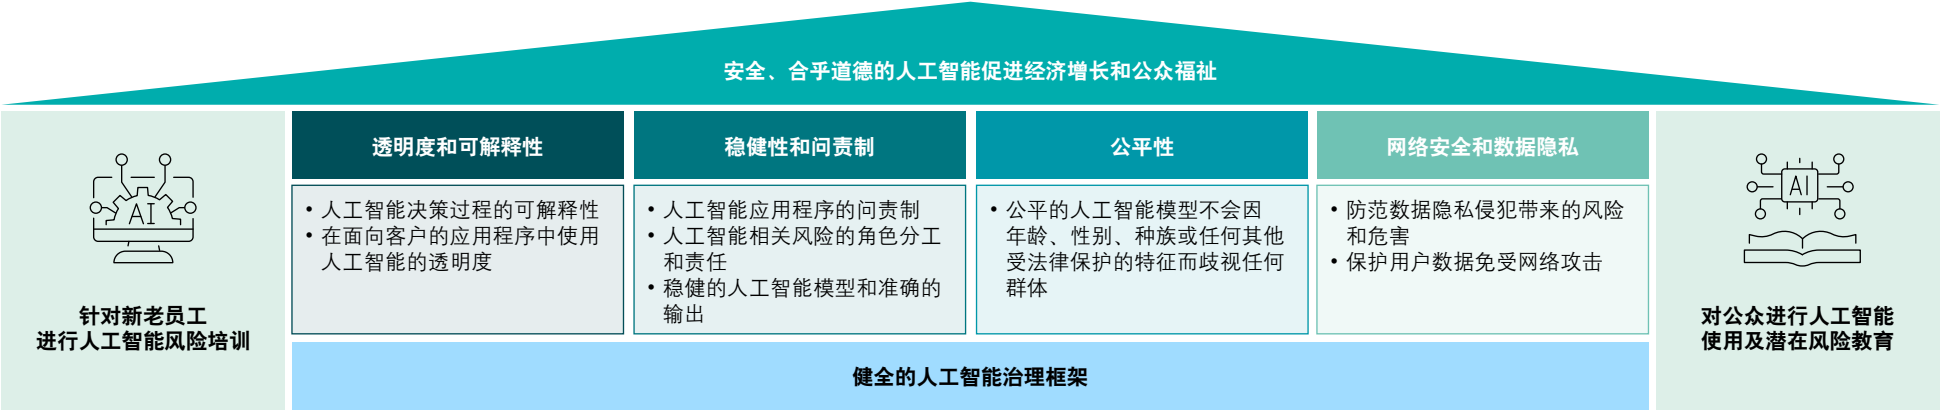 安全、合乎道德的人工智能促进经济增长和公众福祉
AI
针对新老员工
进行人工智能风险培训
透明度和可解释性
• 人工智能决策过程的可解释性
• 在面向客户的应用程序中使用
人工智能的透明度
稳健性和问责制
• 人工智能应用程序的问责制
• 人工智能相关风险的角色分工
和责任
• 稳健的人工智能模型和准确的
输出
公平性
• 公平的人工智能模型不会因
年龄、性别、种族或任何其他
受法律保护的特征而歧视任何
群体
网络安全和数据隐私
• 防范数据隐私侵犯带来的风险
和危害
• 保护用户数据免受网络攻击
健全的人工智能治理框架
AI
对公众进行人工智能
使用及潜在风险教育